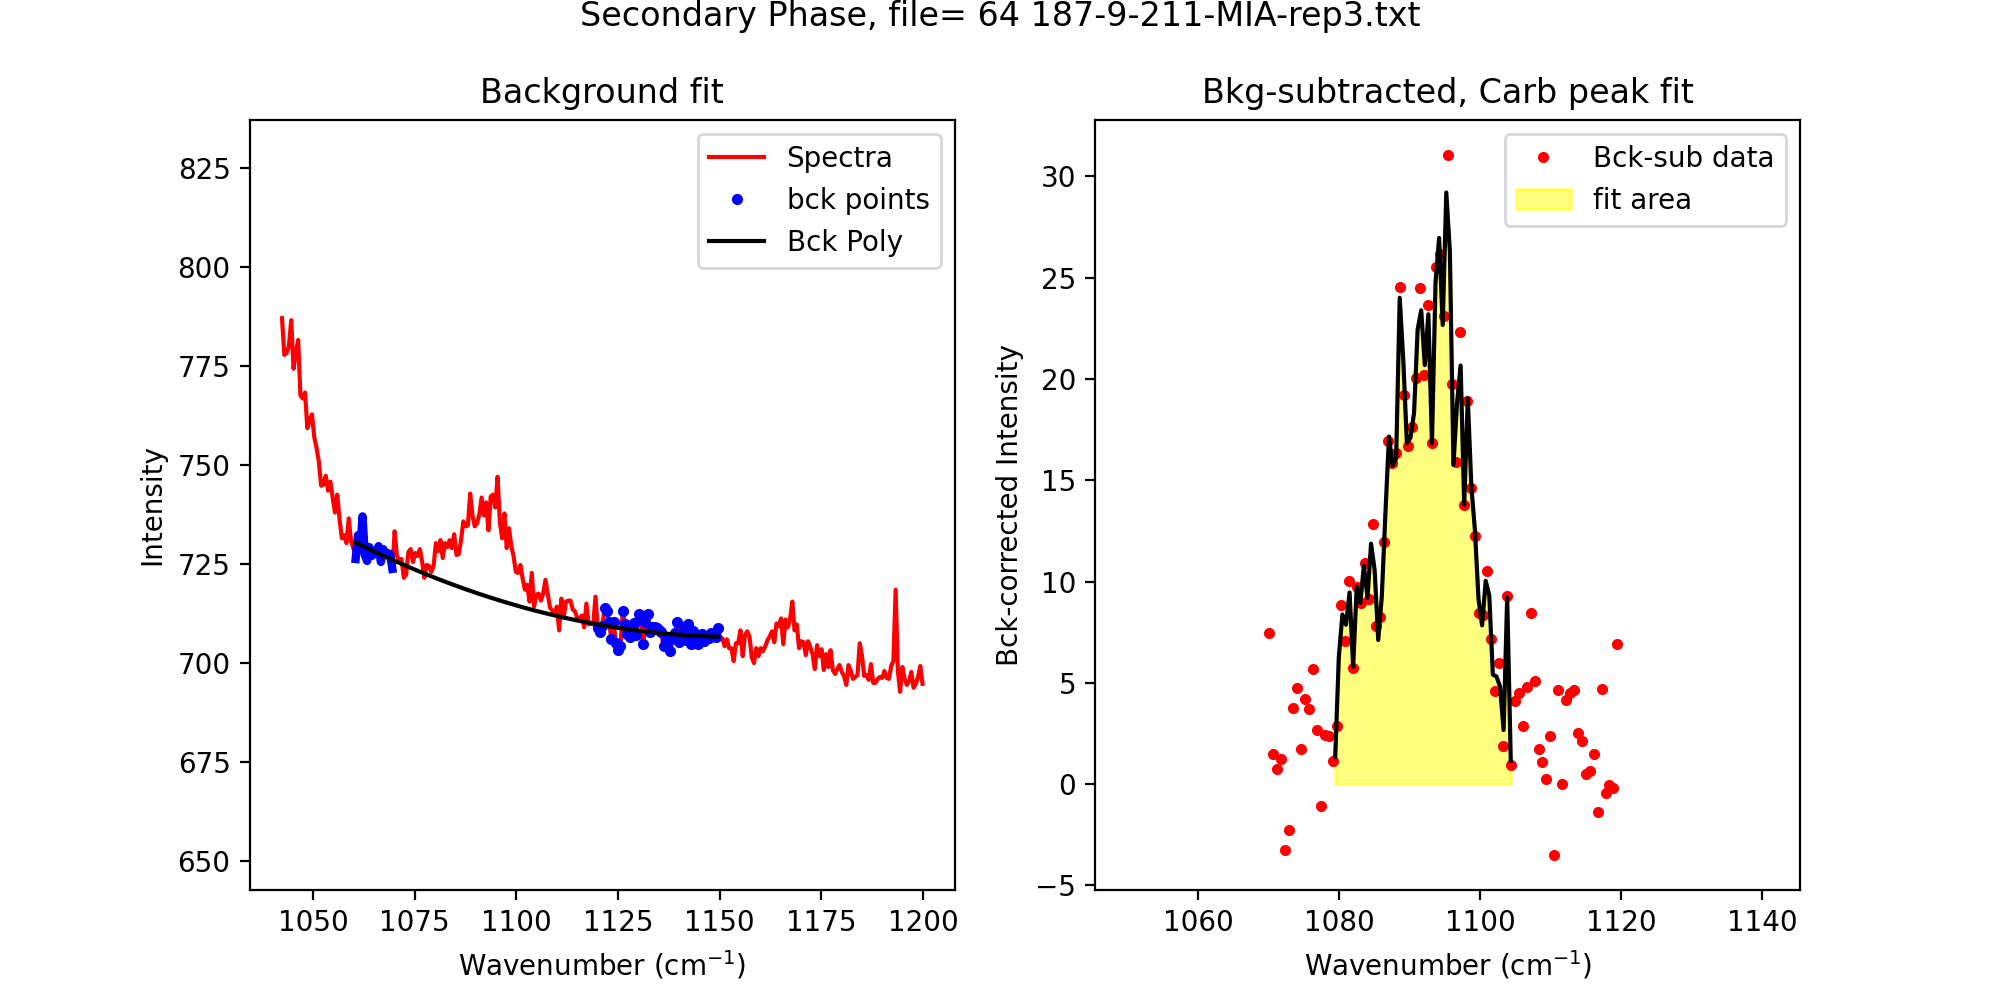 Secondary Phase, file= 64 187-9-211-MIA-rep3.txt
Background fit
Spectra
bck points
Bck Poly
825
800
775
750
725
700
675
650
Intensity
1050 1075 1100 1125 1150 1175 1200
Wavenumber (cm⁻¹)
Bkg-subtracted, Carb peak fit
Bck-sub data
fit area
30
25
20
15
10
5
0
−5
Bck-corrected Intensity
1060 1080 1100 1120 1140
Wavenumber (cm⁻¹)